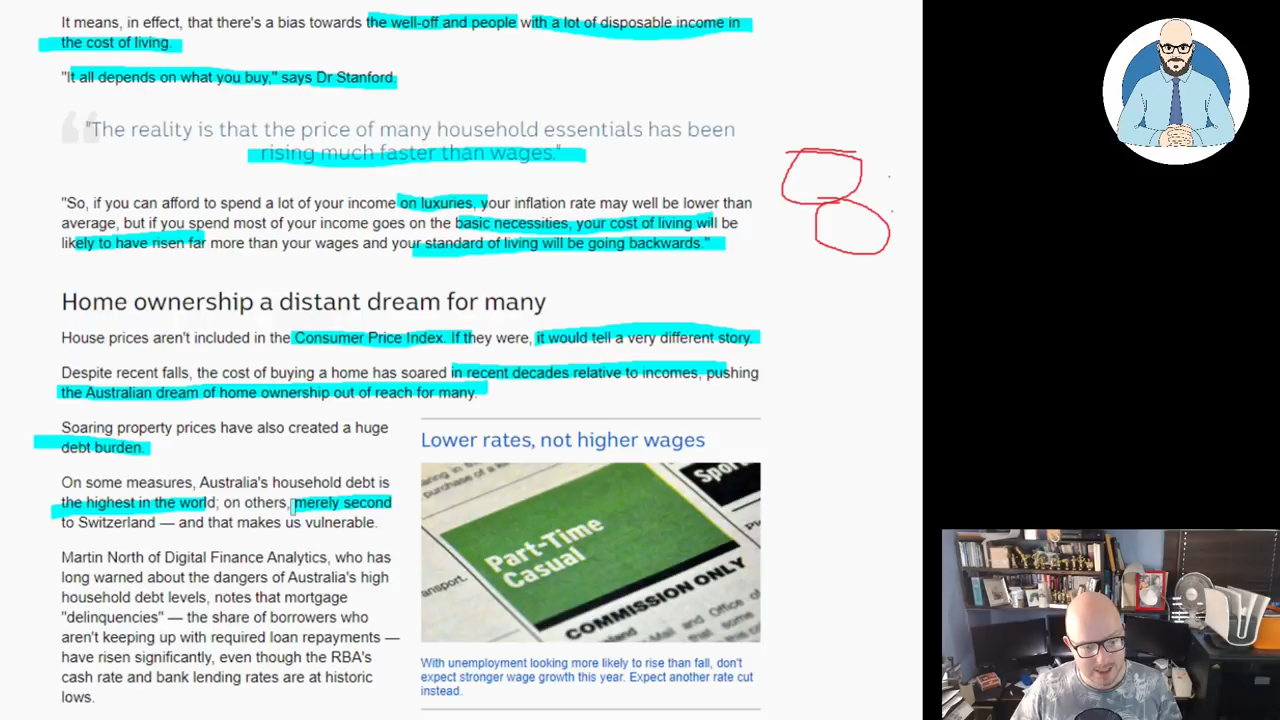 It means, in effect, that there's a bias towards the well-off and people with a lot of disposable income in
the cost of living.
"It all depends on what you buy," says Dr Stanford.
"The reality is that the price of many household essentials has been
rising much faster than wages."
"So, if you can afford to spend a lot of your income on luxuries, your inflation rate may well be lower than
average, but if you spend most of your income goes on the basic necessities, your cost of living will be
likely to have risen far more than your wages and your standard of living will be going backwards."
Home ownership a distant dream for many
House prices aren't included in the Consumer Price Index. If they were, it would tell a very different story.
Despite recent falls, the cost of buying a home has soared in recent decades relative to incomes, pushing
the Australian dream of home ownership out of reach for many.
Soaring property prices have also created a huge
debt burden.
On some measures, Australia's household debt is
the highest in the world; on others, merely second
to Switzerland — and that makes us vulnerable.
Martin North of Digital Finance Analytics, who has
long warned about the dangers of Australia's high
household debt levels, notes that mortgage
"delinquencies" — the share of borrowers who
aren't keeping up with required loan repayments —
have risen significantly, even though the RBA's
cash rate and bank lending rates are at historic
lows.
Lower rates, not higher wages
purchase of a
Part-Time
Casual
COMMISSION ONLY
With unemployment looking more likely to rise than fall, don't
expect stronger wage growth this year. Expect another rate cut
instead.